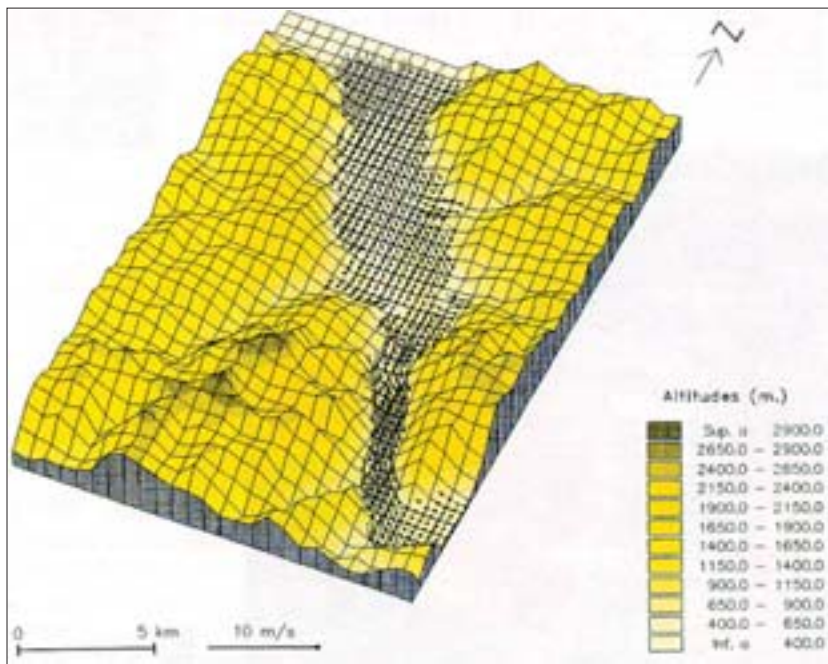 N
Altitudes (m.)
Sup. a 2900.0
2650.0 - 2900.0
2400.0 - 2650.0
2150.0 - 2400.0
1900.0 - 2150.0
1650.0 - 1900.0
1400.0 - 1650.0
1150.0 - 1400.0
900.0 - 1150.0
650.0 - 900.0
400.0 - 650.0
Inf. a 400.0
0 5 km 10 m/s